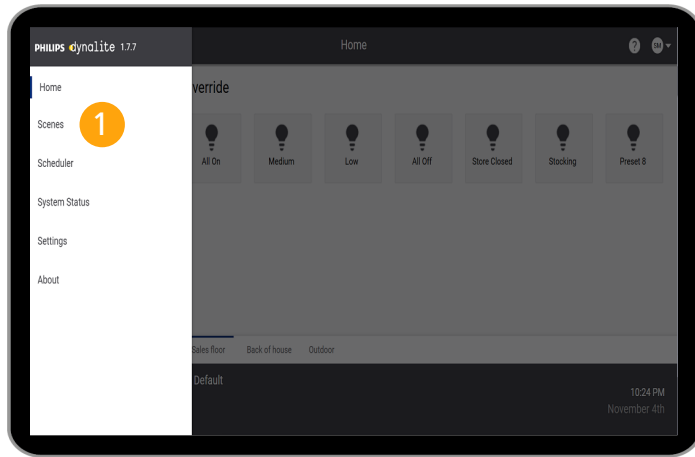 PHILIPS dynalite 1.7.7
Home
? BM
Home
verride
Scenes
1
Scheduler
System Status
Settings
About
All On
Medium
Low
All Off
Store Closed
Stocking
Preset 8
Sales floor
Back of house
Outdoor
Default
10:24 PM
November 4th